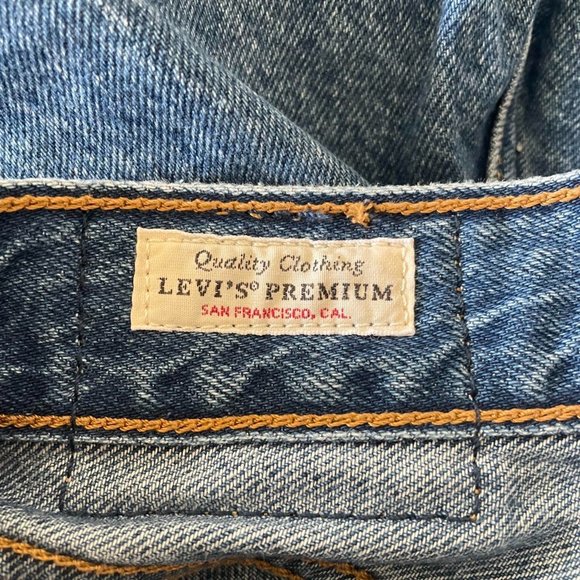 Quality Clothing
LEVI'S® PREMIUM
SAN FRANCISCO, CAL.